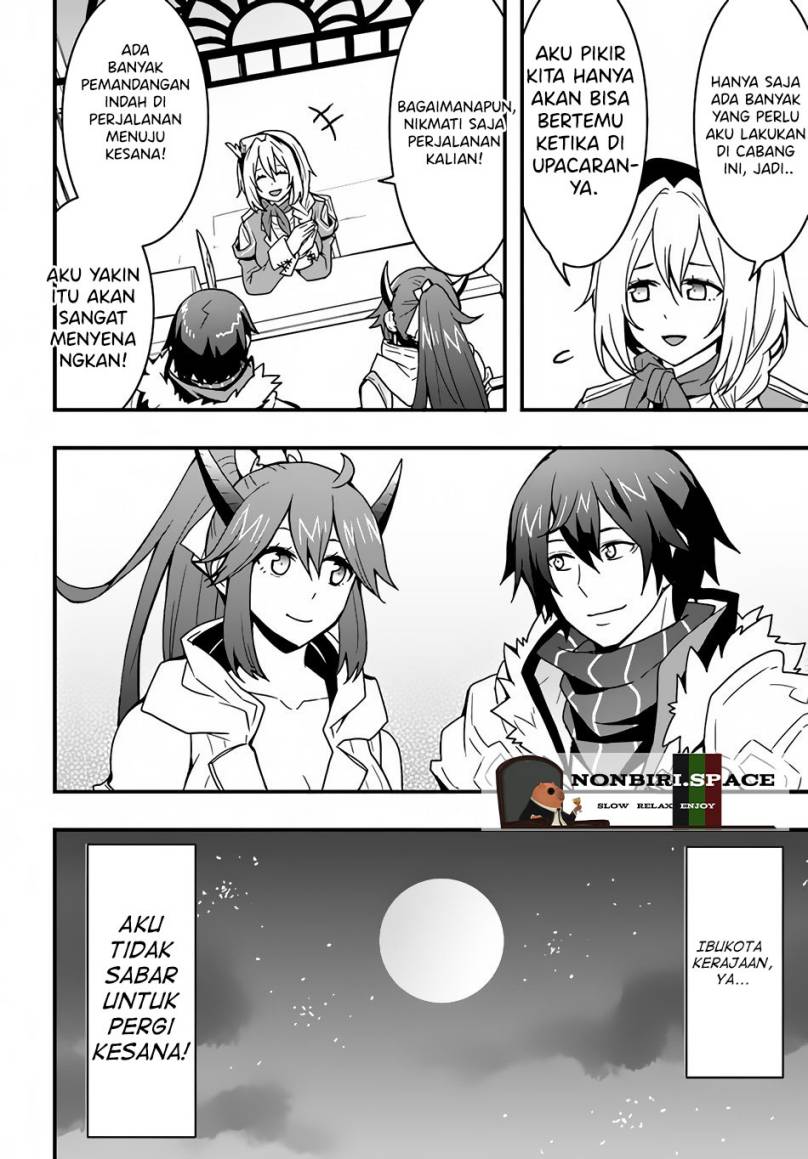 HANYA SAJA
ADA BANYAK
YANG PERLU
AKU LAKUKAN
DI CABANG
INI, JADI..
AKU PIKIR
KITA HANYA
AKAN BISA
BERTEMU
KETIKA DI
UPACARAN-
YA.
BAGAIMANAPUN,
NIKMATI SAJA
PERJALANAN
KALIAN!
ADA
BANYAK
PEMANDANGAN
INDAH DI
PERJALANAN
MENUJU
KESANA!
AKU YAKIN
ITU AKAN
SANGAT
MENYENA
NGKAN!
NONBIRI.SPACE
SLOW RELAX ENJOY
IBUKOTA
KERAJAAN,
YA...
AKU
TIDAK
SABAR
UNTUK
PERGI
KESANA!